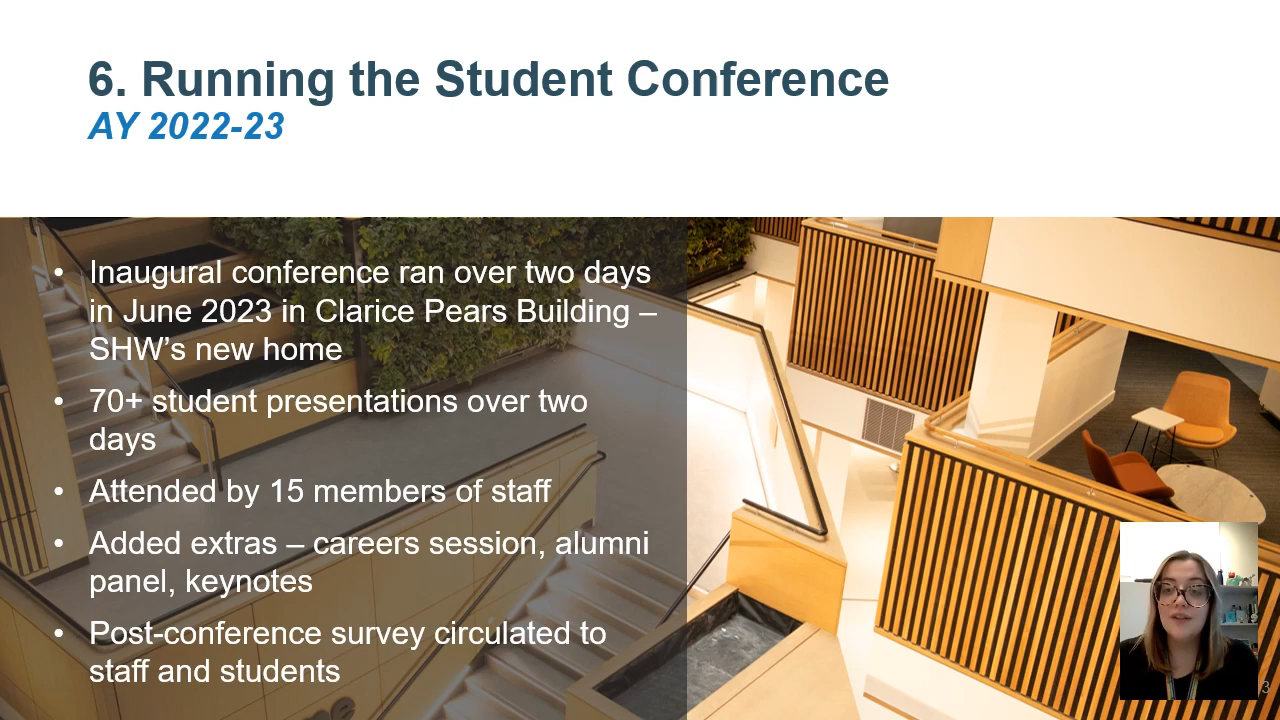 6. Running the Student Conference
AY 2022-23
• Inaugural conference ran over two days
in June 2023 in Clarice Pears Building –
SHW’s new home
• 70+ student presentations over two
days
• Attended by 15 members of staff
• Added extras – careers session, alumni
panel, keynotes
• Post-conference survey circulated to
staff and students
3